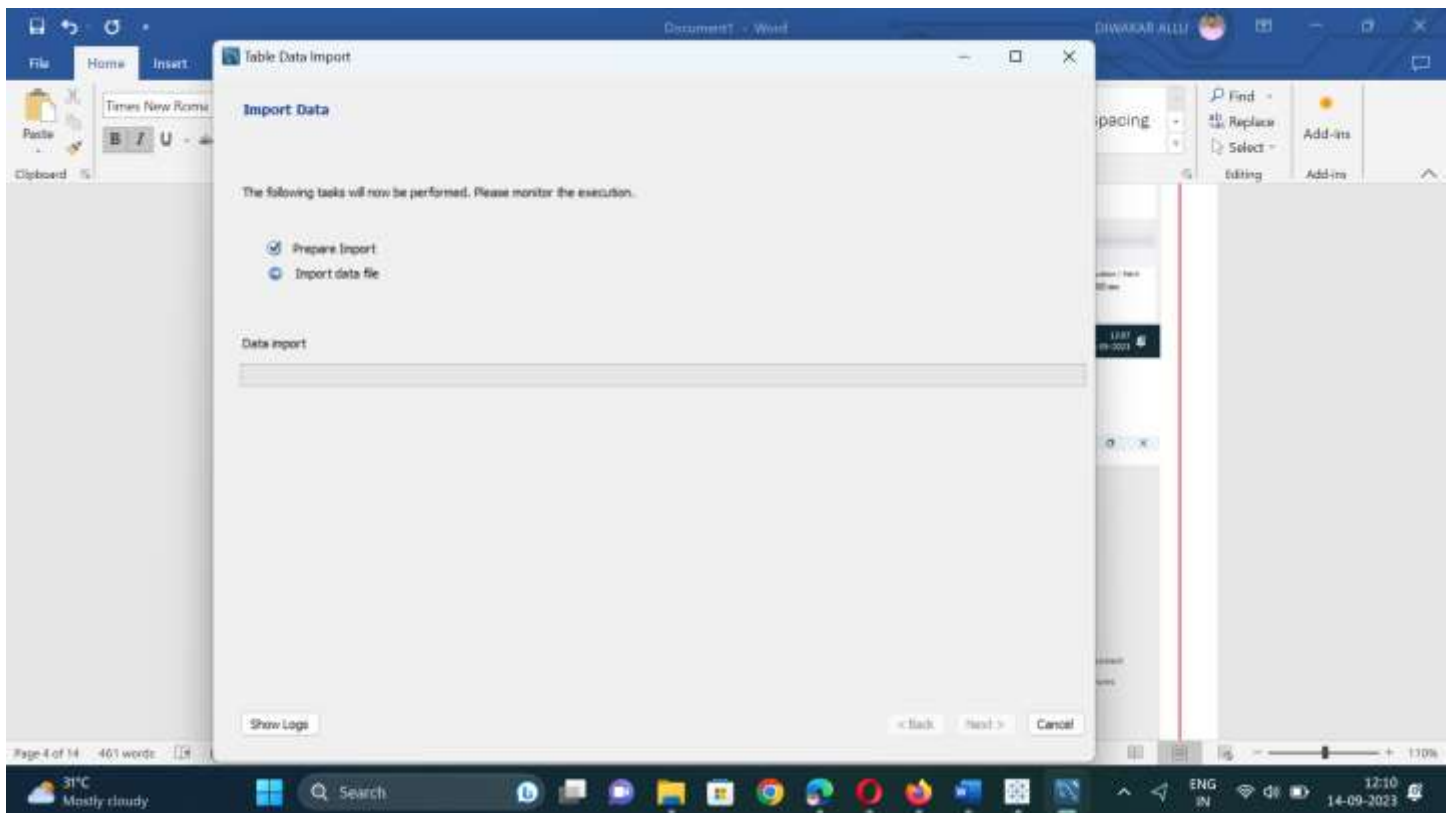 Document1 - Word
DIWAKAR ALLU
File Home Insert
Table Data Import
Times New Roma
Import Data
spacing
Find
Replace
Select
Paste
B I U
Add-ins
Clipboard
Editing
Add-ins
The following tasks will now be performed. Please monitor the execution.
Prepare Import
Import data file
Data import
Show Logs
< Back Next > Cancel
Page 4 of 14 461 words
110%
31°C
Mostly cloudy
Search
ENG
IN
12:10
14-09-2023